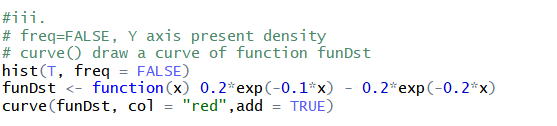 #iii.
# freq=FALSE, Y axis present density
# curve() draw a curve of function funDst
hist(T, freq = FALSE)
funDst <- function(x) 0.2*exp(-0.1*x) - 0.2*exp(-0.2*x)
curve(funDst, col = "red",add = TRUE)